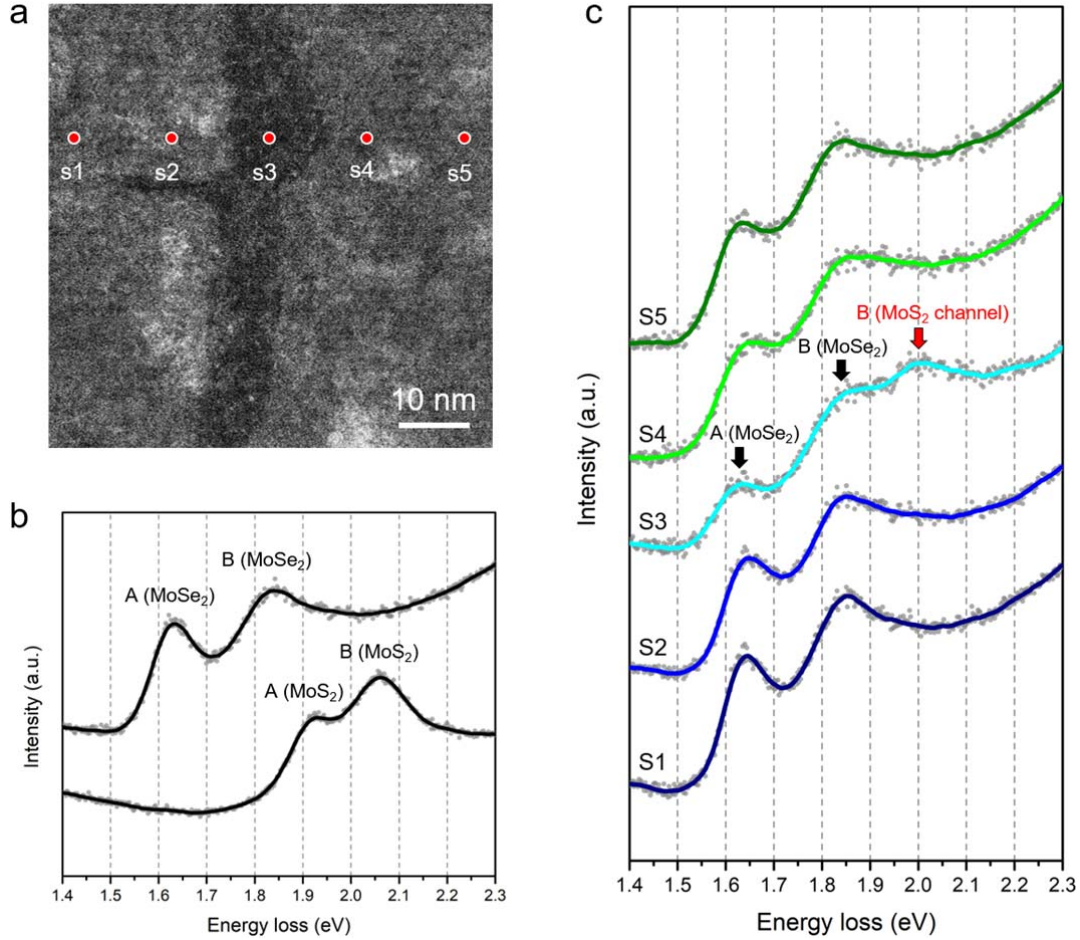 a
s1 s2 s3 s4 s5
10 nm
b
A (MoSe₂)
B (MoSe₂)
A (MoS₂)
B (MoS₂)
Intensity (a.u.)
1.4 1.5 1.6 1.7 1.8 1.9 2.0 2.1 2.2 2.3
Energy loss (eV)
c
S5
B (MoS₂ channel)
B (MoSe₂)
S4
A (MoSe₂)
S3
S2
S1
Intensity (a.u.)
1.4 1.5 1.6 1.7 1.8 1.9 2.0 2.1 2.2 2.3
Energy loss (eV)